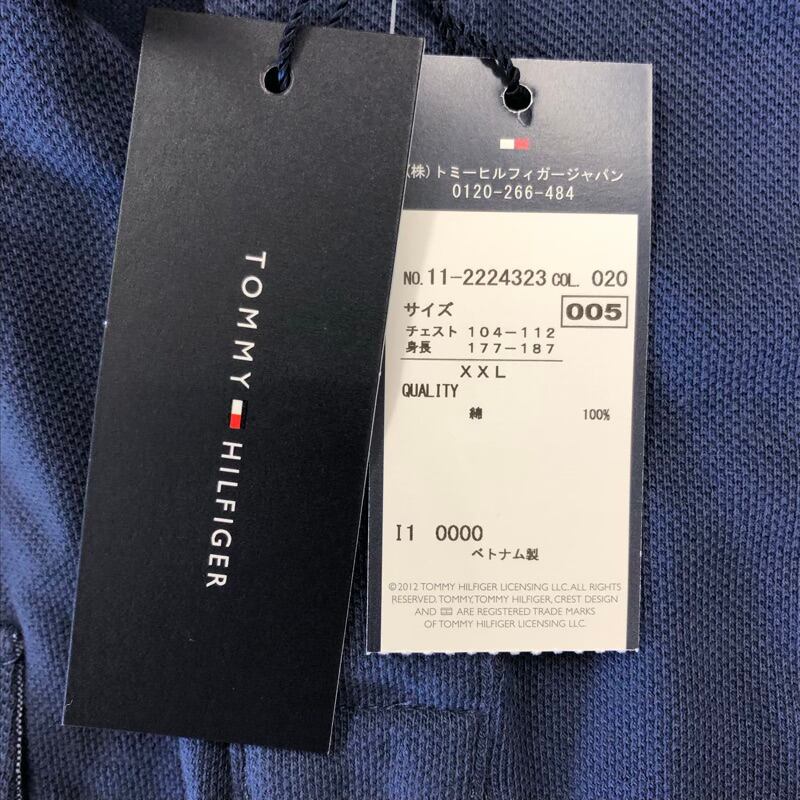 TOMMY HILFIGER
(株)トミーヒルフィガージャパン
0120-266-484
NO. 11-2224323 COL. 020
サイズ 005
チェスト 104-112
身長 177-187
XXL
QUALITY
綿 100%
I1 0000
ベトナム製
©2012 TOMMY HILFIGER LICENSING LLC. ALL RIGHTS
RESERVED. TOMMY, TOMMY HILFIGER, CREST DESIGN
AND ARE REGISTERED TRADE MARKS
OF TOMMY HILFIGER LICENSING LLC.